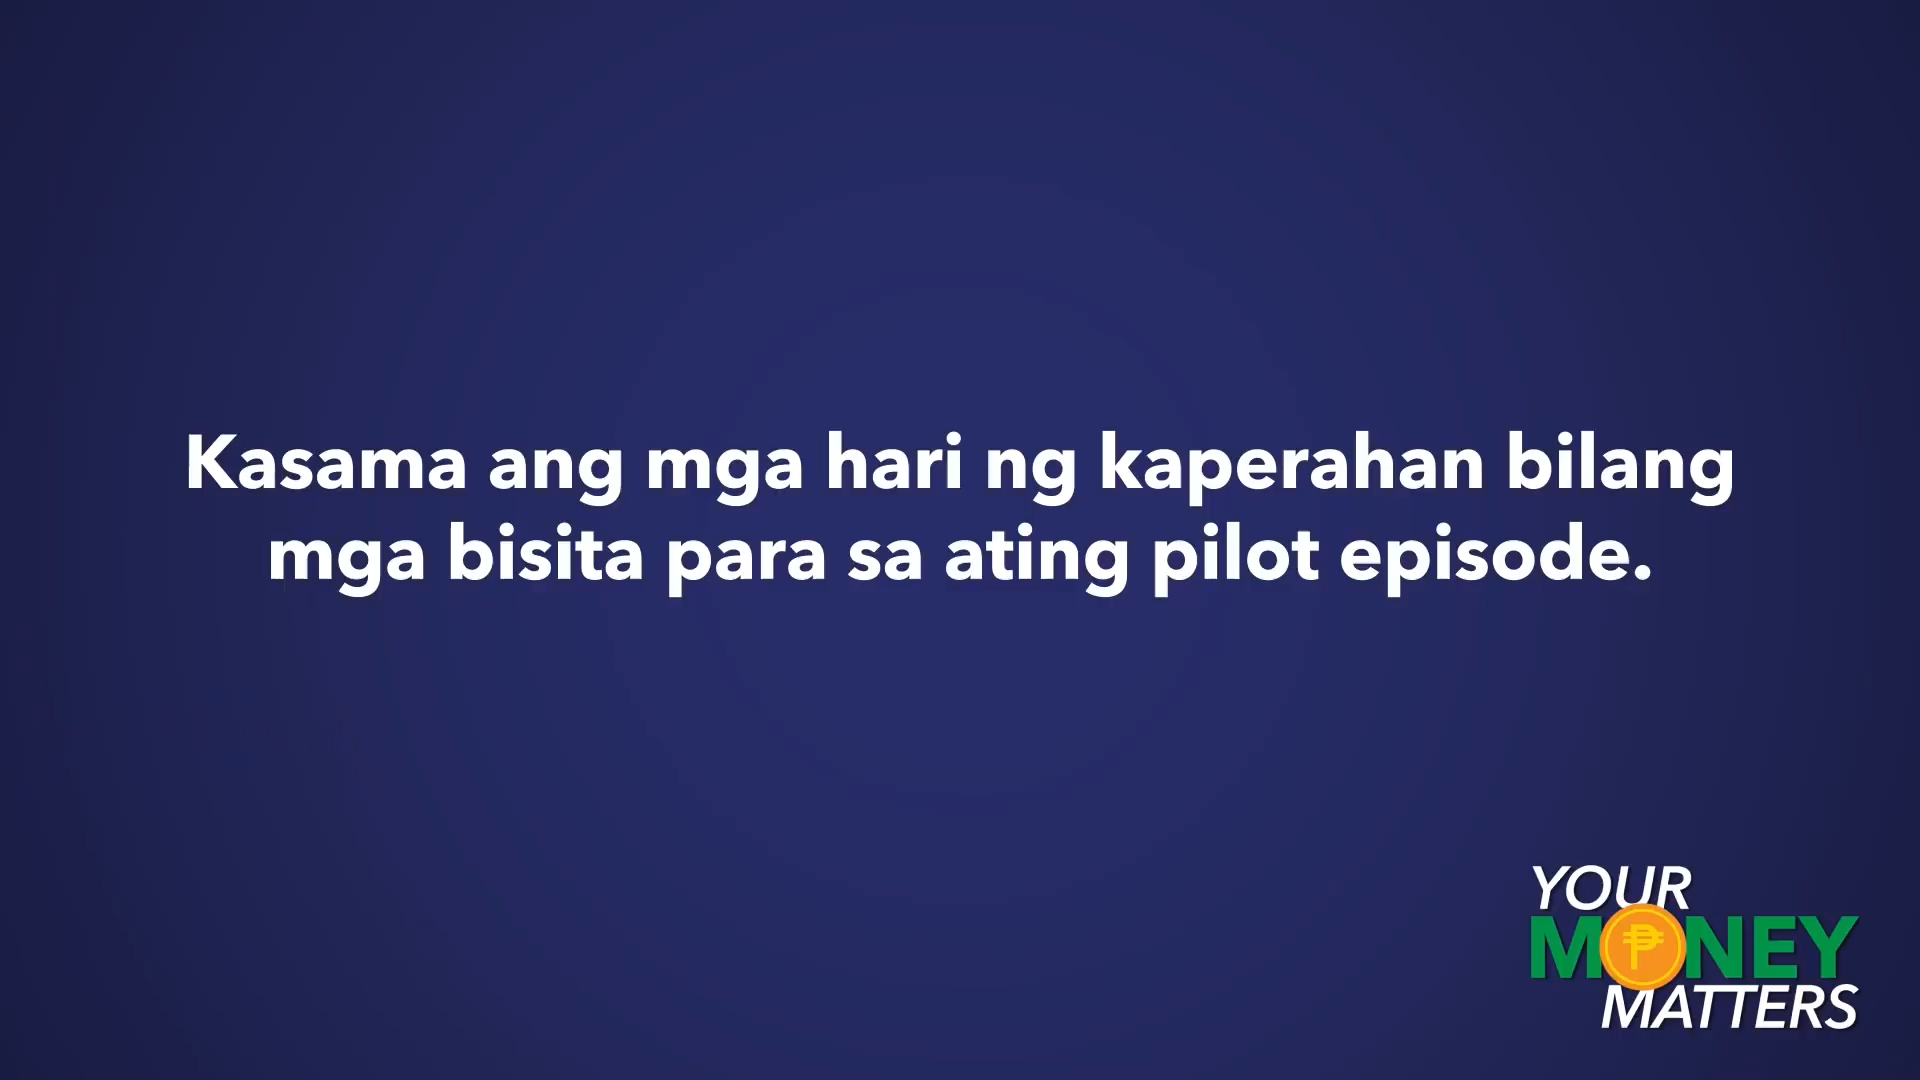 Kasama ang mga hari ng kaperahan bilang
mga bisita para sa ating pilot episode.
YOUR
MONEY
MATTERS